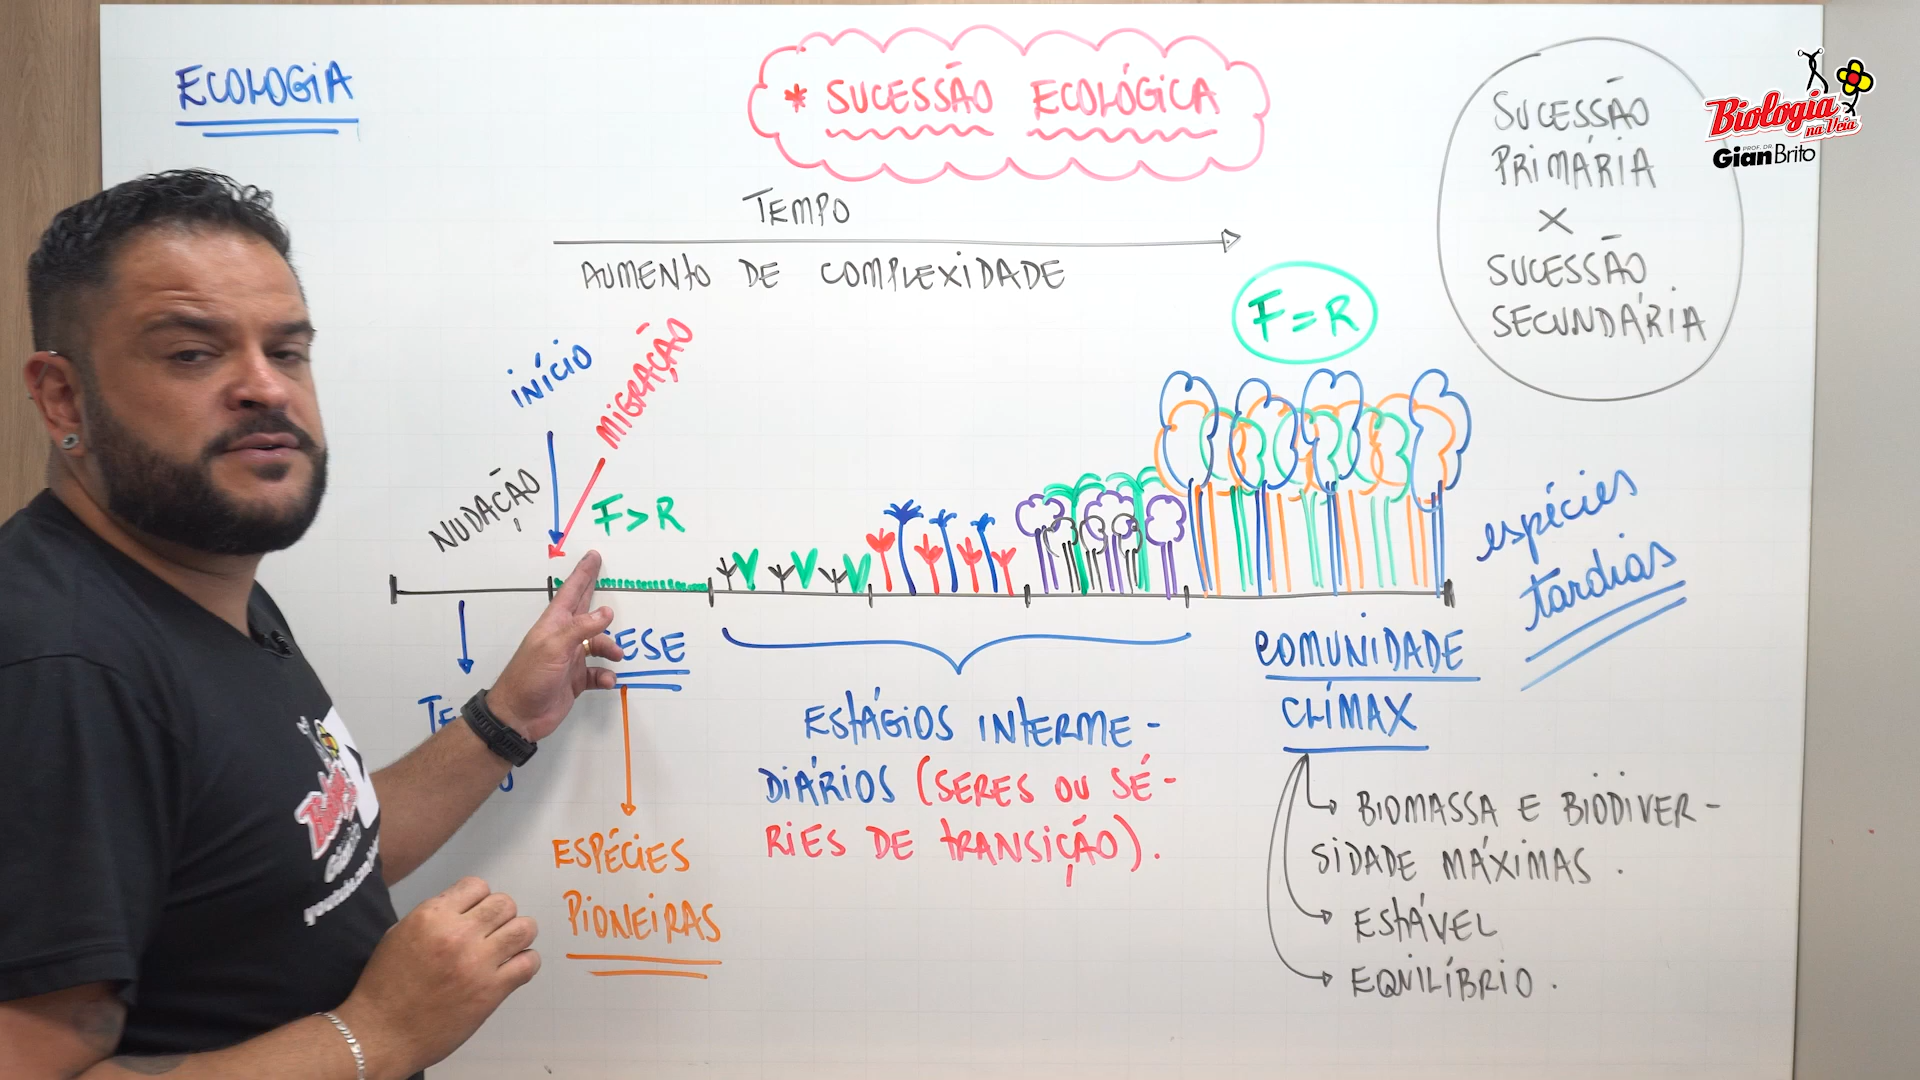 ECOLOGIA
* SUCESSÃO ECOLÓGICA
TEMPO
AUMENTO DE COMPLEXIDADE
SUCESSÃO
PRIMÁRIA
X
SUCESSÃO
SECUNDÁRIA
Biologia
na Veia
PROF. DR.
Gian Brito
INÍCIO
MIGRAÇÃO
NUDAÇÃO
F>R
F=R
espécies
tardias
ESPÉCIES
PIONEIRAS
ESTÁGIOS INTERME-
DIÁRIOS (SERES OU SÉ-
RIES DE TRANSIÇÃO).
COMUNIDADE
CLÍMAX
BIOMASSA E BIODIVER-
SIDADE MÁXIMAS.
ESTÁVEL
EQUILÍBRIO.